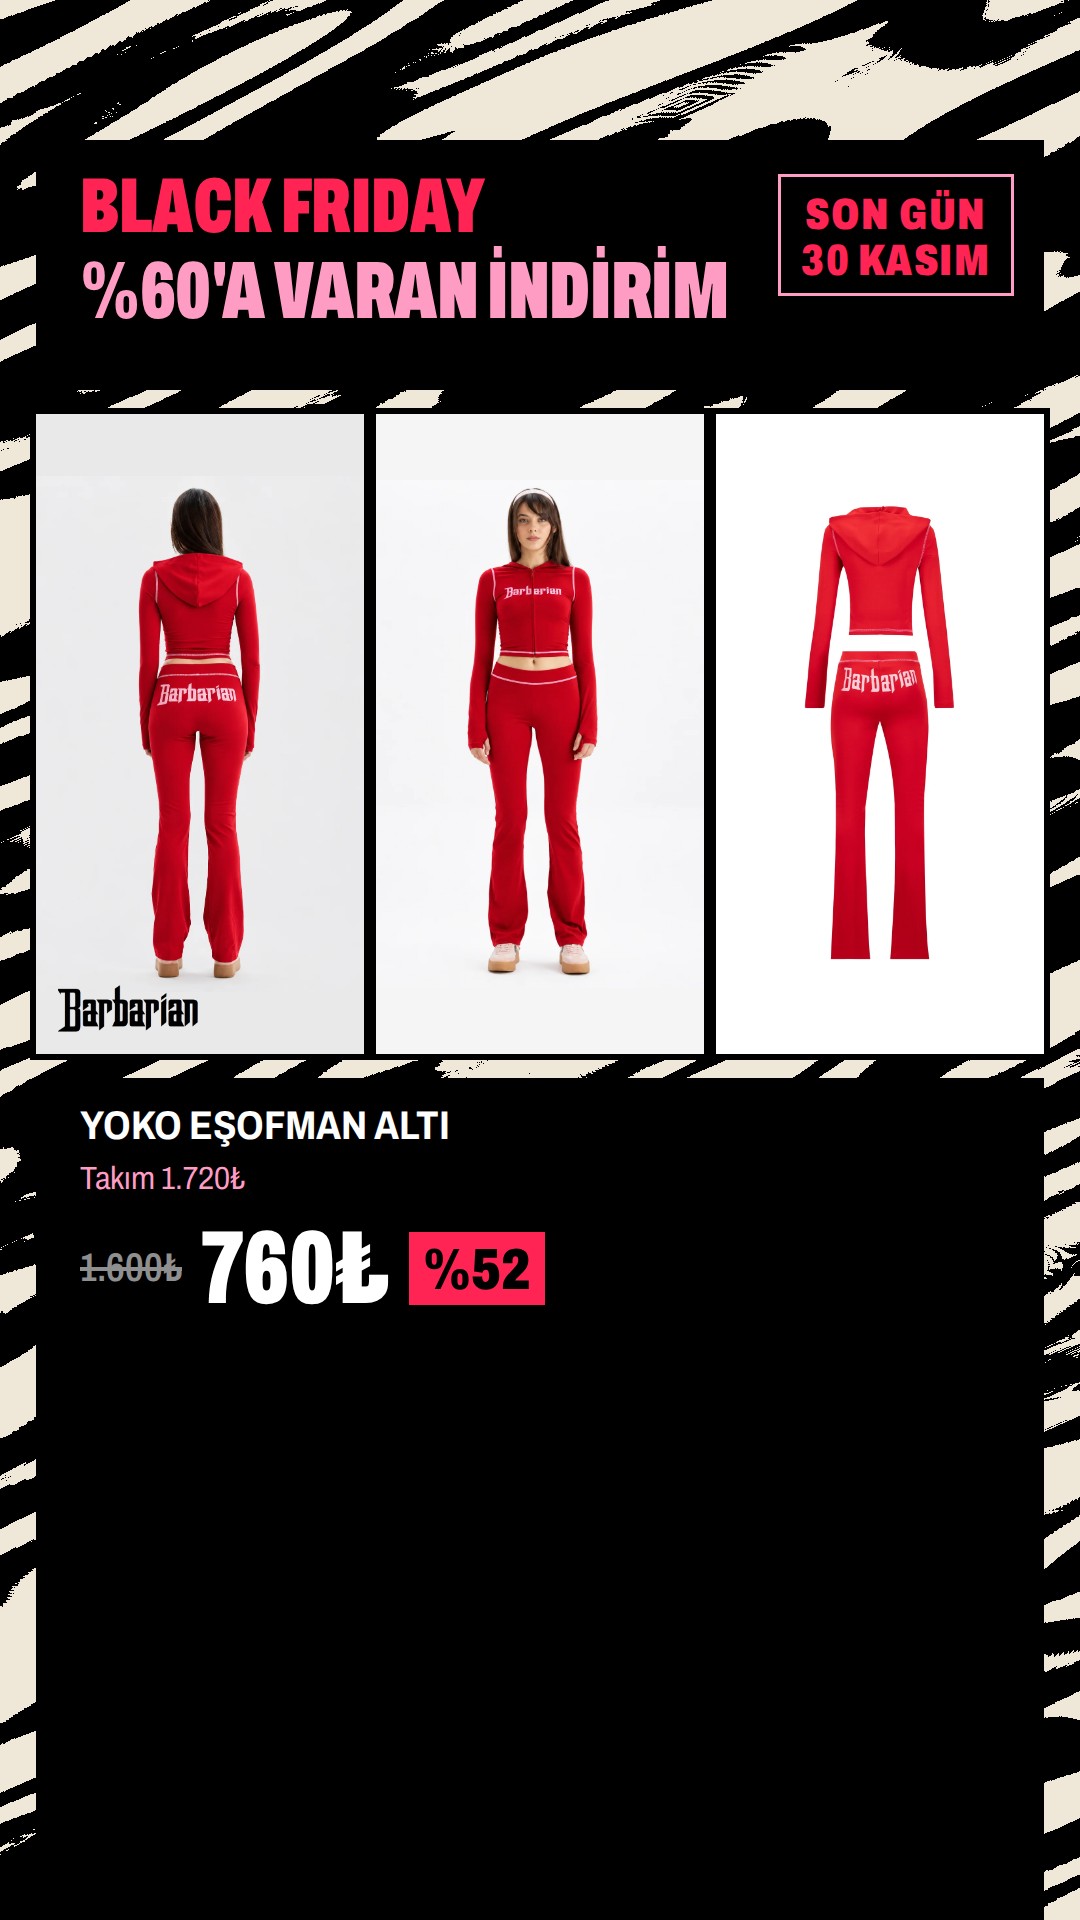 BLACK FRIDAY
%60'A VARAN İNDİRİM
SON GÜN
30 KASIM
Barbarian
Barbarian
Barbarian
Barbarian
YOKO EŞOFMAN ALTI
Takım 1.720₺
1.600₺ 760₺ %52